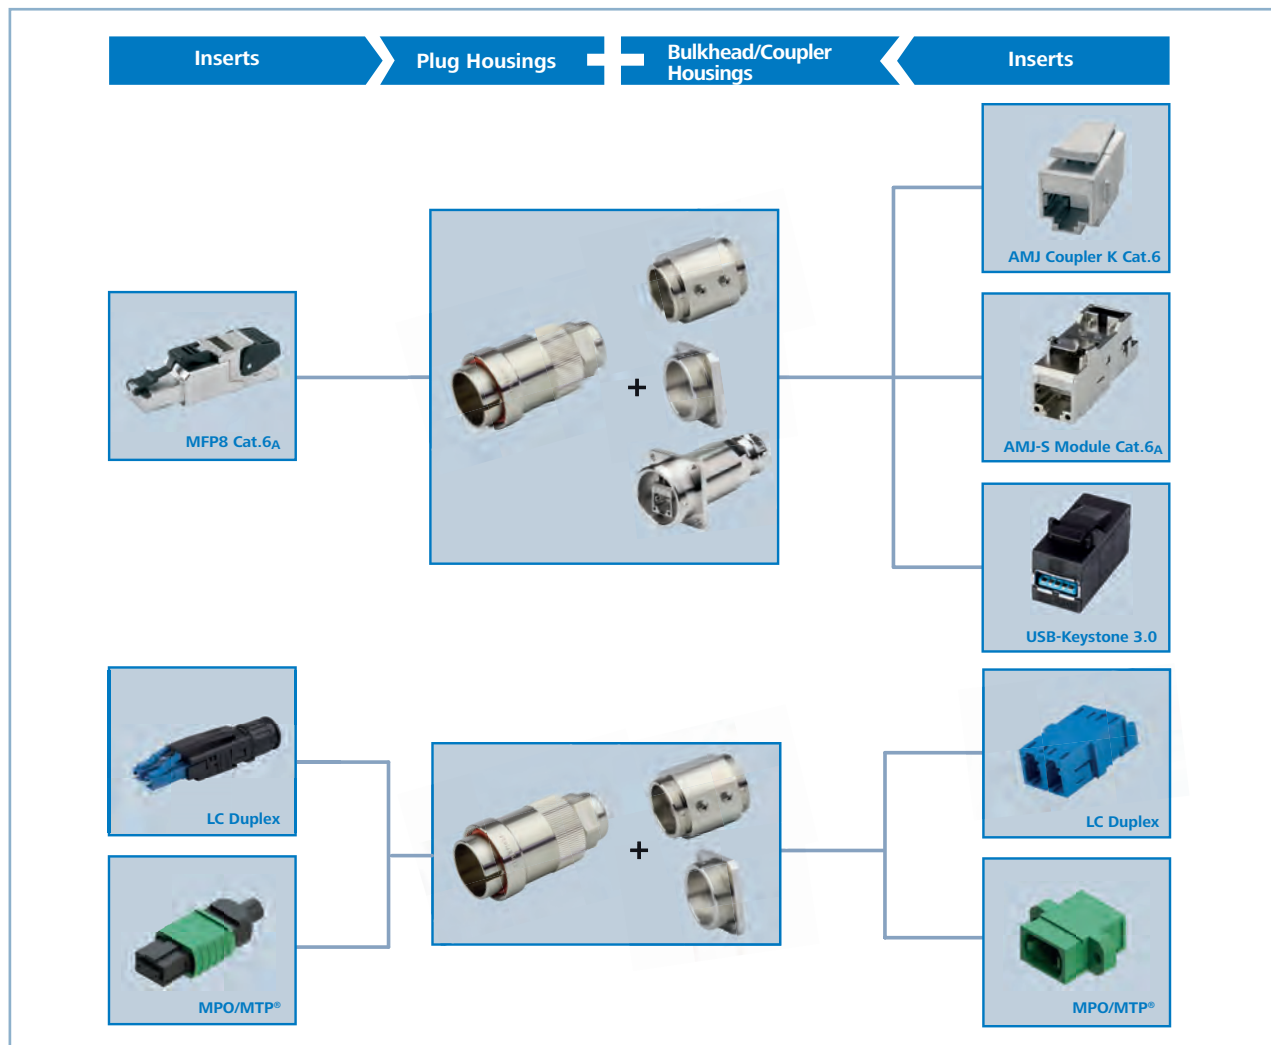 Inserts
Plug Housings
Bulkhead/Coupler
Housings
Inserts
AMJ Coupler K Cat.6
MFP8 Cat.6A
+
AMJ-S Module Cat.6A
USB-Keystone 3.0
LC Duplex
+
LC Duplex
MPO/MTP®
MPO/MTP®